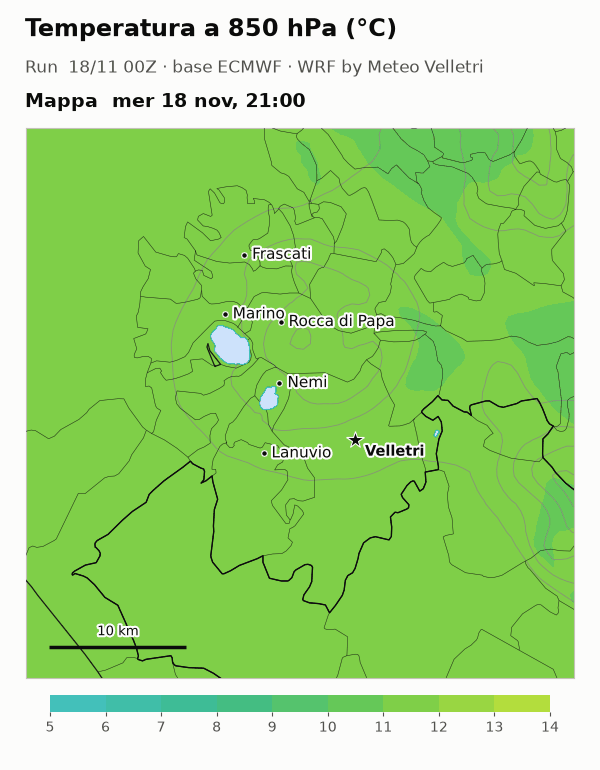 Temperatura a 850 hPa (°C)
Run  18/11 00Z · base ECMWF · WRF by Meteo Velletri
Mappa  mer 18 nov, 21:00
Frascati
Marino
Rocca di Papa
Nemi
Velletri
Lanuvio
10 km
5 6 7 8 9 10 11 12 13 14